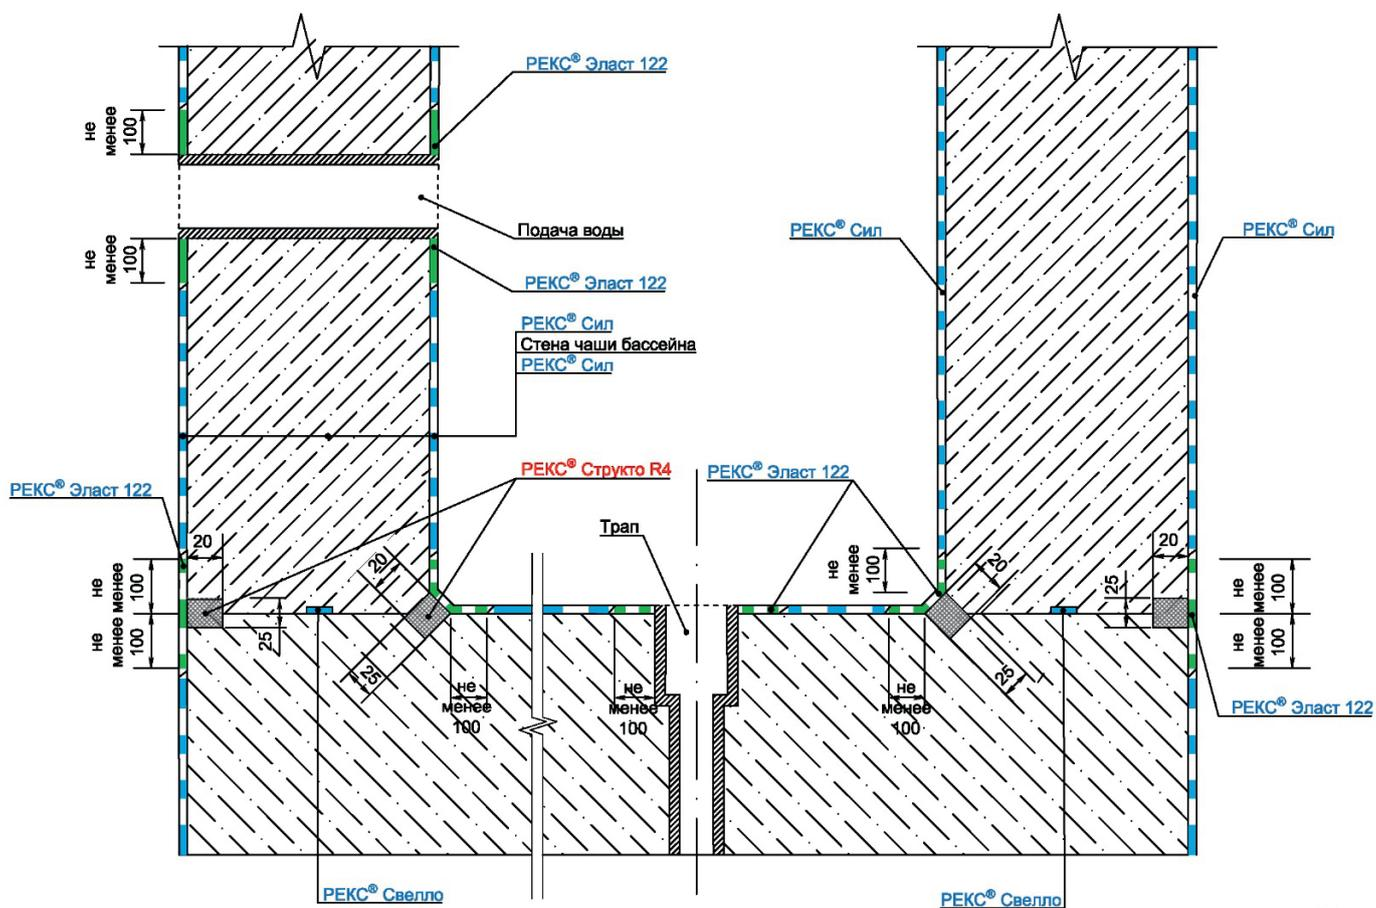 РЕКС® Эласт 122
не
менее
100
Подача воды
не
менее
100
РЕКС® Эласт 122
РЕКС® Сил
РЕКС® Сил
РЕКС® Сил
Стена чаши бассейна
РЕКС® Сил
РЕКС® Структо R4
РЕКС® Эласт 122
РЕКС® Эласт 122
Трап
20
не
менее
100
не
менее
100
25
20
25
не
менее
100
не
менее
100
не
менее
100
не
менее
100
20
25
20
25
не
менее
100
не
менее
100
РЕКС® Эласт 122
РЕКС® Свелло
РЕКС® Свелло